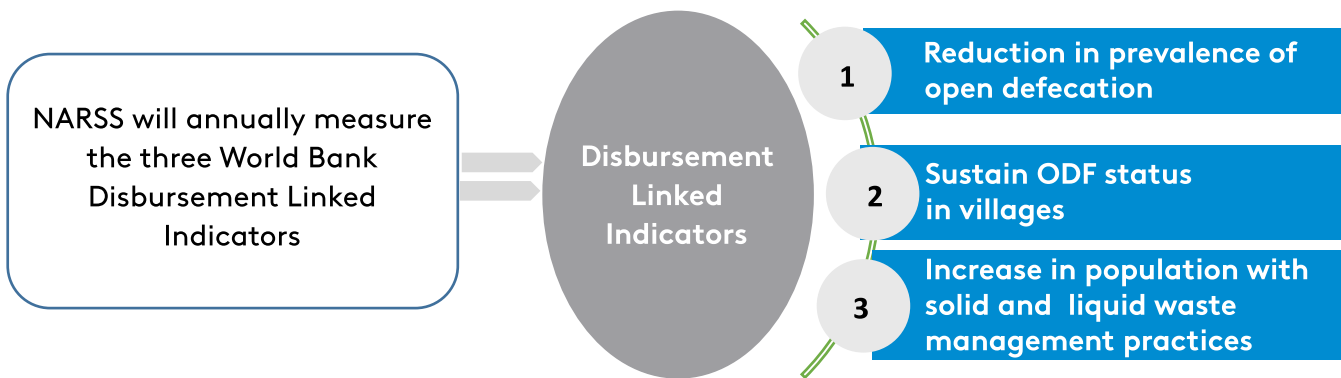 NARSS will annually measure
the three World Bank
Disbursement Linked
Indicators
Disbursement
Linked
Indicators
1
Reduction in prevalence of
open defecation
2
Sustain ODF status
in villages
3
Increase in population with
solid and liquid waste
management practices